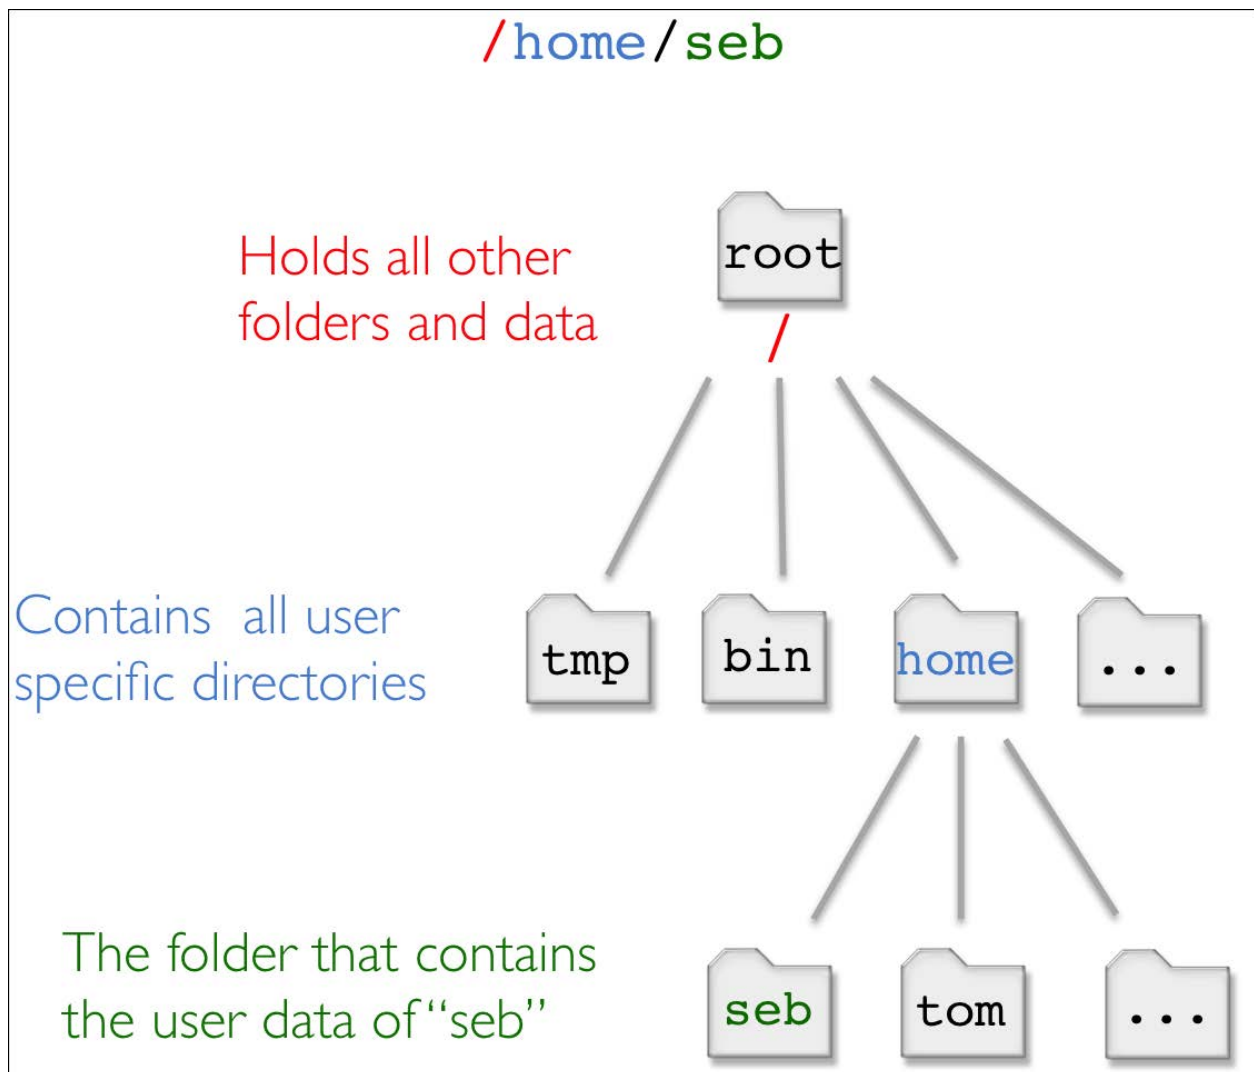 /home/seb
root
Holds all other
folders and data
/
Contains all user
specific directories
tmp
bin
home
...
The folder that contains
the user data of “seb”
seb
tom
...